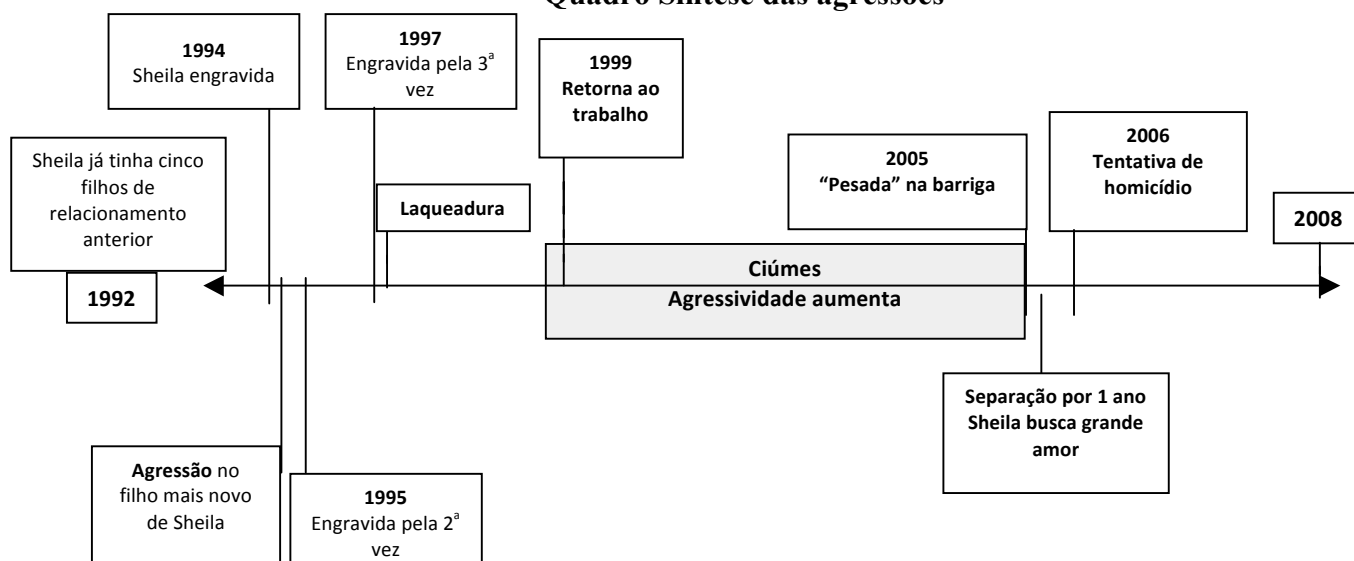 Quadro Síntese das agressões
1994
Sheila engravida
1997
Engravida pela 3ª
vez
1999
Retorna ao
trabalho
2005
“Pesada” na barriga
2006
Tentativa de
homicídio
Sheila já tinha cinco
filhos de
relacionamento
anterior
Laqueadura
2008
1992
Ciúmes
Agressividade aumenta
Separação por 1 ano
Sheila busca grande
amor
Agressão no
filho mais novo
de Sheila
1995
Engravida pela 2ª
vez